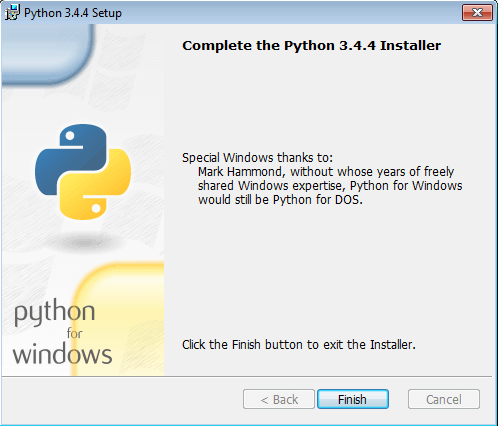 Python 3.4.4 Setup
Complete the Python 3.4.4 Installer
Special Windows thanks to:
Mark Hammond, without whose years of freely
shared Windows expertise, Python for Windows
would still be Python for DOS.
python
for
windows
Click the Finish button to exit the Installer.
< Back
Finish
Cancel